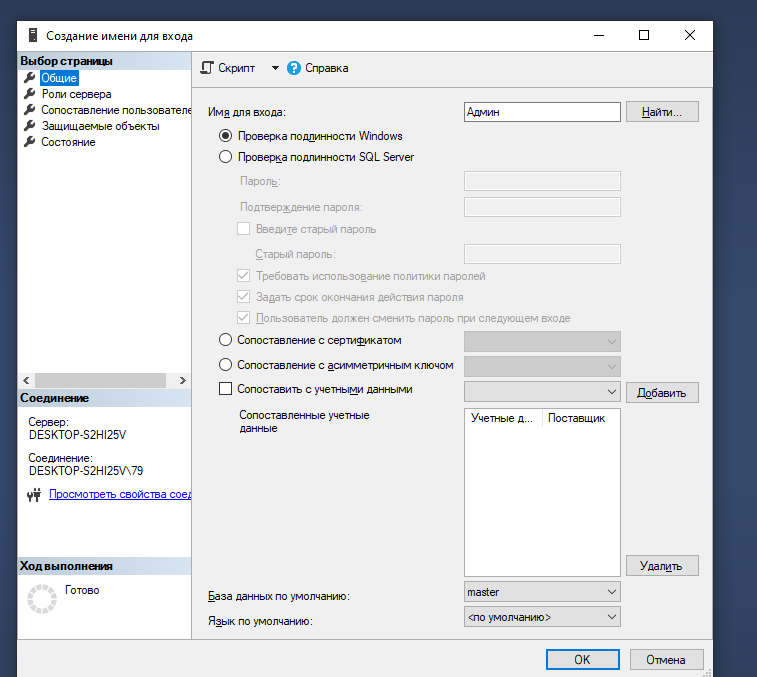 Создание имени для входа
Выбор страницы
Общие
Роли сервера
Сопоставление пользователе
Защищаемые объекты
Состояние
Скрипт
Справка
Имя для входа:
Админ
Найти...
Проверка подлинности Windows
Проверка подлинности SQL Server
Пароль:
Подтверждение пароля:
Введите старый пароль
Старый пароль:
Требовать использование политики паролей
Задать срок окончания действия пароля
Пользователь должен сменить пароль при следующем входе
Сопоставление с сертификатом
Сопоставление с асимметричным ключом
Сопоставить с учетными данными
Добавить
Сопоставленные учетные
данные
Учетные д...
Поставщик
Удалить
База данных по умолчанию:
master
Язык по умолчанию:
<по умолчанию>
Соединение
Сервер:
DESKTOP-S2HI25V
Соединение:
DESKTOP-S2HI25V\79
Просмотреть свойства соед
Ход выполнения
Готово
OK
Отмена